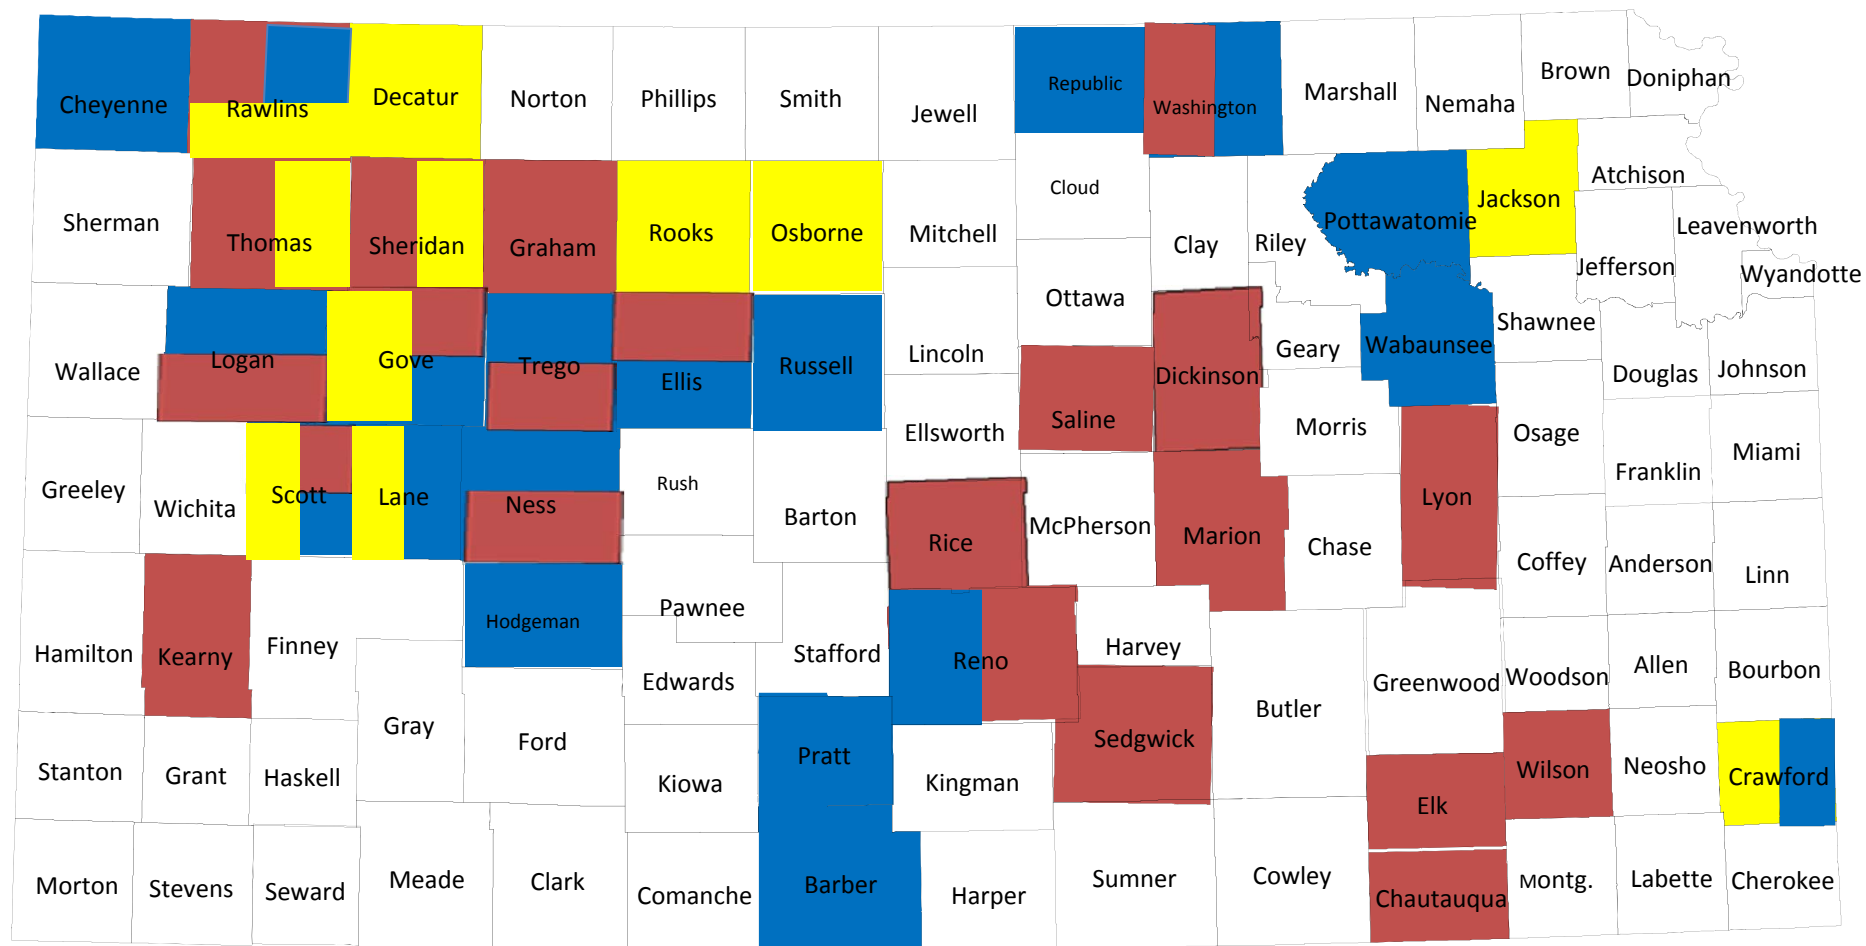 Cheyenne
Rawlins
Decatur
Norton
Phillips
Smith
Jewell
Republic
Washington
Marshall
Nemaha
Brown
Doniphan
Sherman
Thomas
Sheridan
Graham
Rooks
Osborne
Mitchell
Cloud
Clay
Riley
Pottawatomie
Jackson
Atchison
Jefferson
Leavenworth
Wyandotte
Wallace
Logan
Gove
Trego
Ellis
Russell
Lincoln
Ottawa
Saline
Dickinson
Geary
Wabaunsee
Shawnee
Douglas
Johnson
Greeley
Wichita
Scott
Lane
Ness
Rush
Barton
Ellsworth
Rice
McPherson
Marion
Morris
Chase
Lyon
Osage
Franklin
Miami
Coffey
Anderson
Linn
Hamilton
Kearny
Finney
Hodgeman
Pawnee
Edwards
Stafford
Reno
Harvey
Sedgwick
Butler
Greenwood
Woodson
Allen
Bourbon
Stanton
Grant
Haskell
Gray
Ford
Kiowa
Pratt
Kingman
Elk
Wilson
Neosho
Crawford
Morton
Stevens
Seward
Meade
Clark
Comanche
Barber
Harper
Sumner
Cowley
Chautauqua
Montg.
Labette
Cherokee